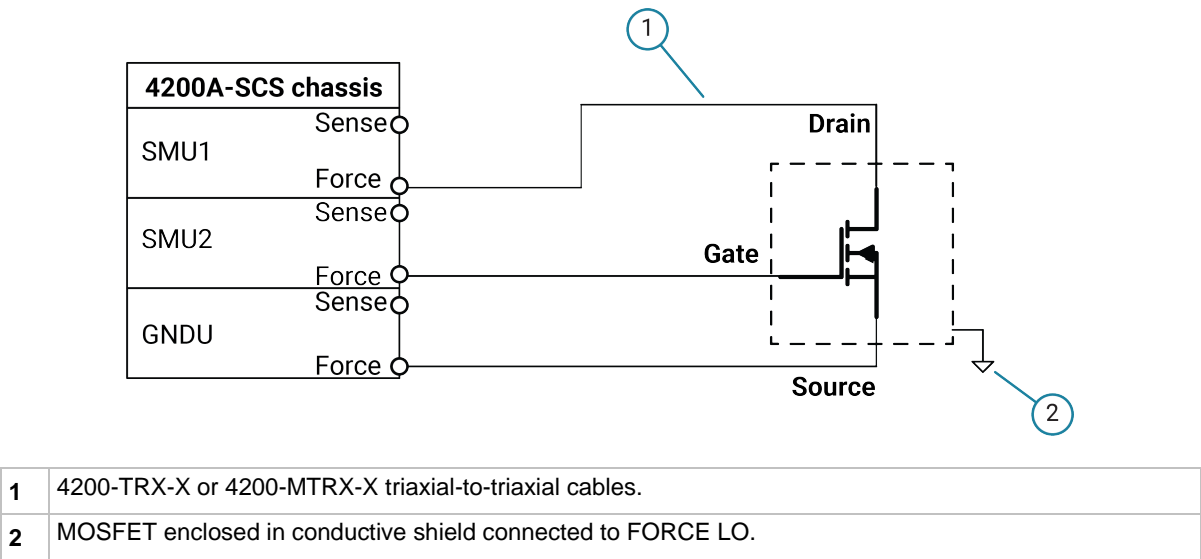 1
4200A-SCS chassis
Sense
Drain
SMU1
Force
Sense
SMU2
Gate
Force
Sense
GNDU
Force
Source
2
1 4200-TRX-X or 4200-MTRX-X triaxial-to-triaxial cables.
2 MOSFET enclosed in conductive shield connected to FORCE LO.